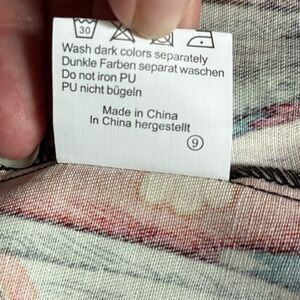 30
Wash dark colors separately
Dunkle Farben separat waschen
Do not iron PU
PU nicht bügeln
Made in China
In China hergestellt
9